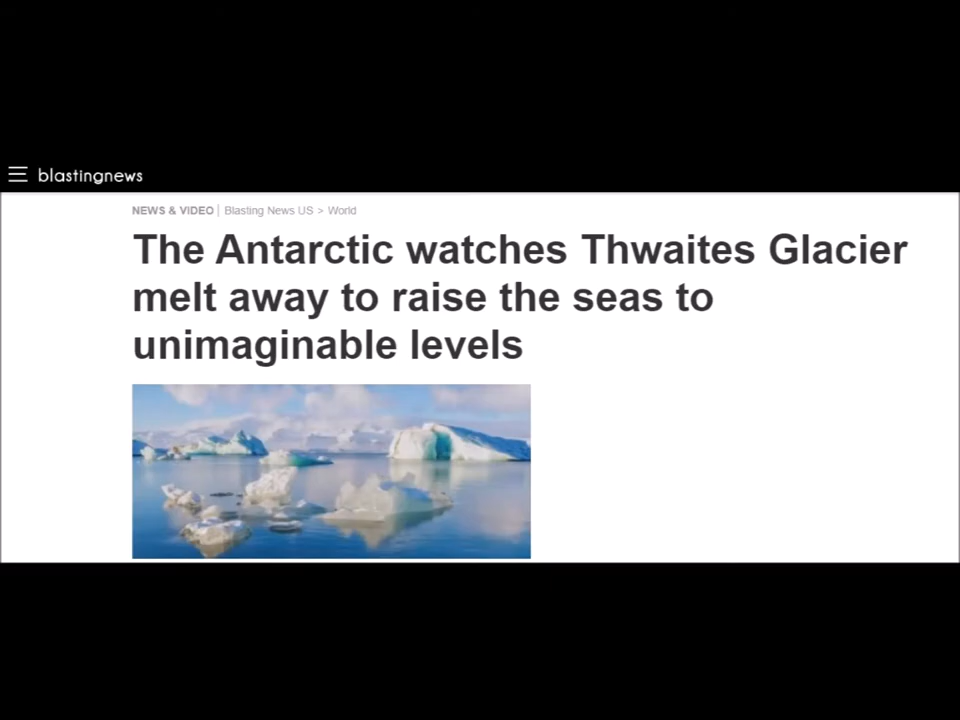 blastingnews
NEWS & VIDEO | Blasting News US > World
The Antarctic watches Thwaites Glacier
melt away to raise the seas to
unimaginable levels